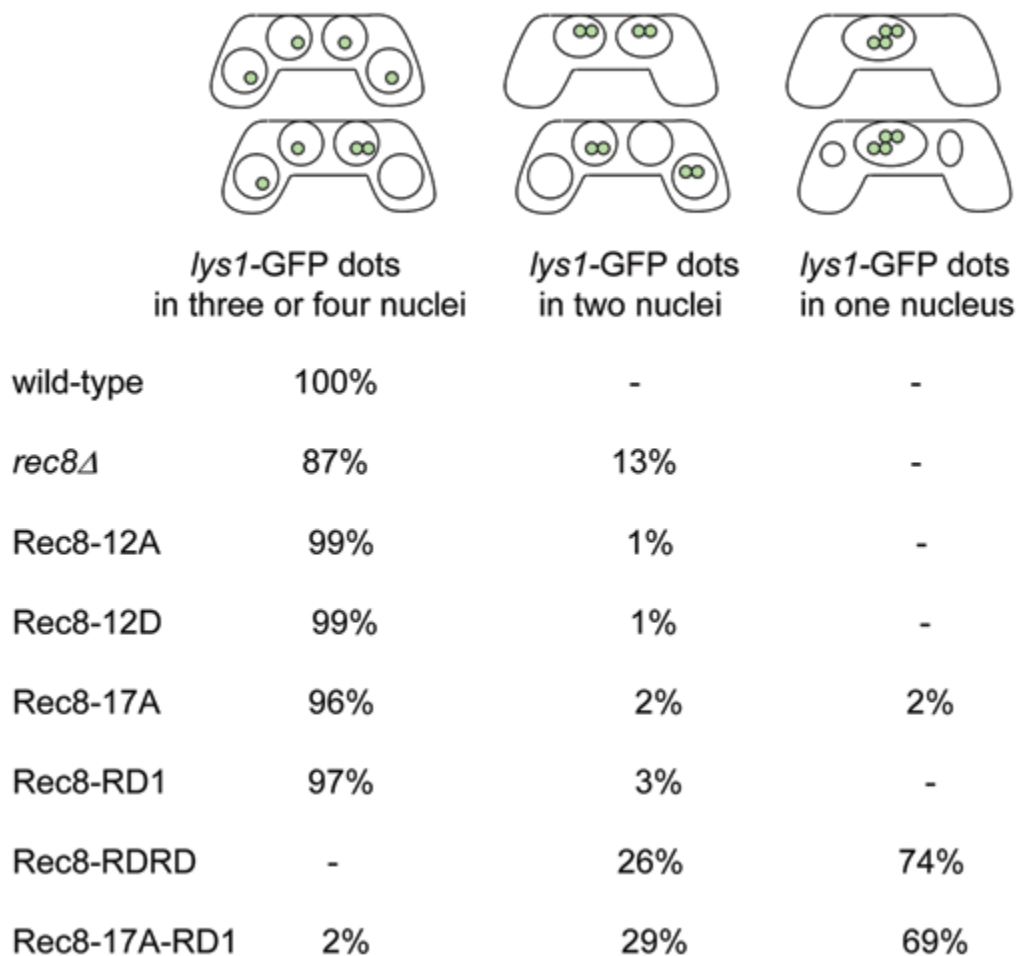 lys1-GFP dots in three or four nuclei
lys1-GFP dots in two nuclei
lys1-GFP dots in one nucleus
wild-type 100% - -
rec8Δ 87% 13% -
Rec8-12A 99% 1% -
Rec8-12D 99% 1% -
Rec8-17A 96% 2% 2%
Rec8-RD1 97% 3% -
Rec8-RDRD - 26% 74%
Rec8-17A-RD1 2% 29% 69%